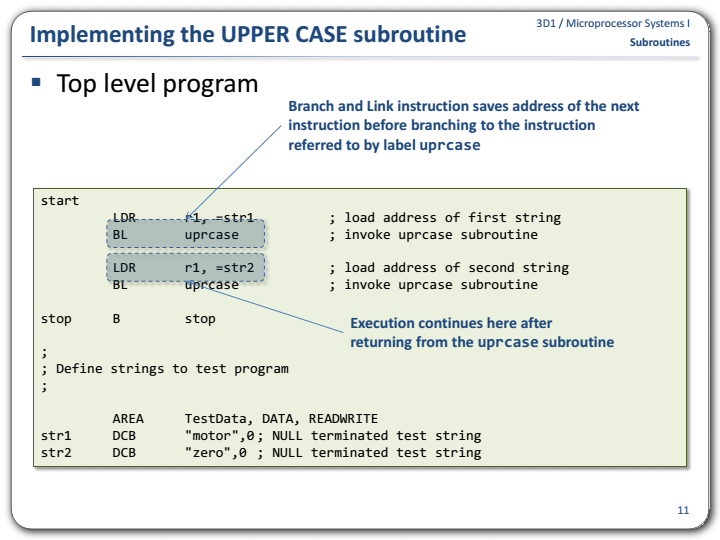 Implementing the UPPER CASE subroutine
3D1 / Microprocessor Systems I
Subroutines
▪ Top level program
Branch and Link instruction saves address of the next
instruction before branching to the instruction
referred to by label uprcase
start
LDR r1, =str1 ; load address of first string
BL uprcase ; invoke uprcase subroutine
LDR r1, =str2 ; load address of second string
BL uprcase ; invoke uprcase subroutine
stop B stop
Execution continues here after
returning from the uprcase subroutine
;
; Define strings to test program
;
AREA TestData, DATA, READWRITE
str1 DCB "motor",0; NULL terminated test string
str2 DCB "zero",0 ; NULL terminated test string
11